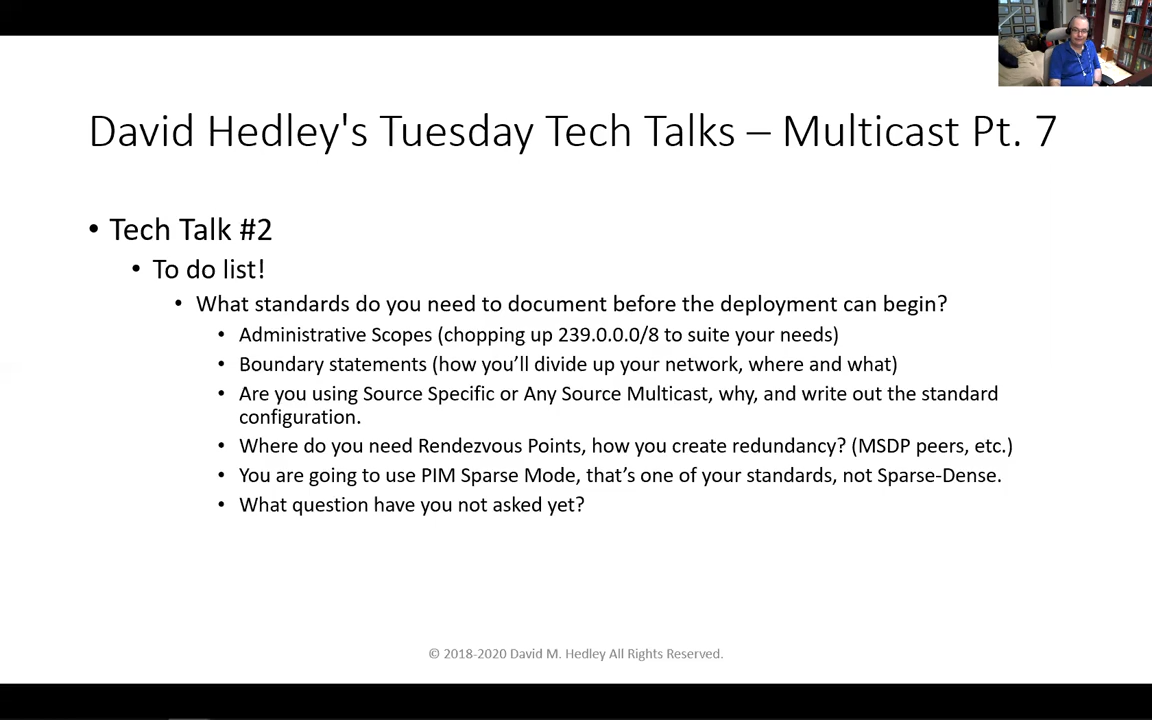 David Hedley's Tuesday Tech Talks – Multicast Pt. 7
• Tech Talk #2
• To do list!
• What standards do you need to document before the deployment can begin?
• Administrative Scopes (chopping up 239.0.0.0/8 to suite your needs)
• Boundary statements (how you’ll divide up your network, where and what)
• Are you using Source Specific or Any Source Multicast, why, and write out the standard
configuration.
• Where do you need Rendezvous Points, how you create redundancy? (MSDP peers, etc.)
• You are going to use PIM Sparse Mode, that’s one of your standards, not Sparse-Dense.
• What question have you not asked yet?
© 2018-2020 David M. Hedley All Rights Reserved.